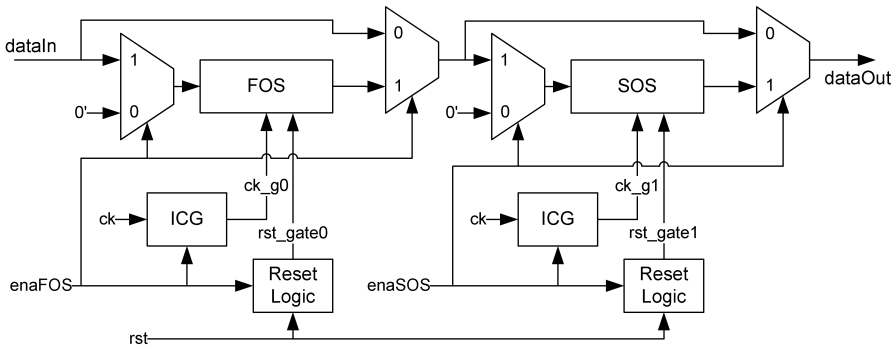 0
0
dataIn
1
1
dataOut
FOS
1
SOS
1
0'
0
0'
0
ck_g0
ck_g1
ck
ICG
ck
ICG
rst_gate0
rst_gate1
enaFOS
Reset
Logic
enaSOS
Reset
Logic
rst